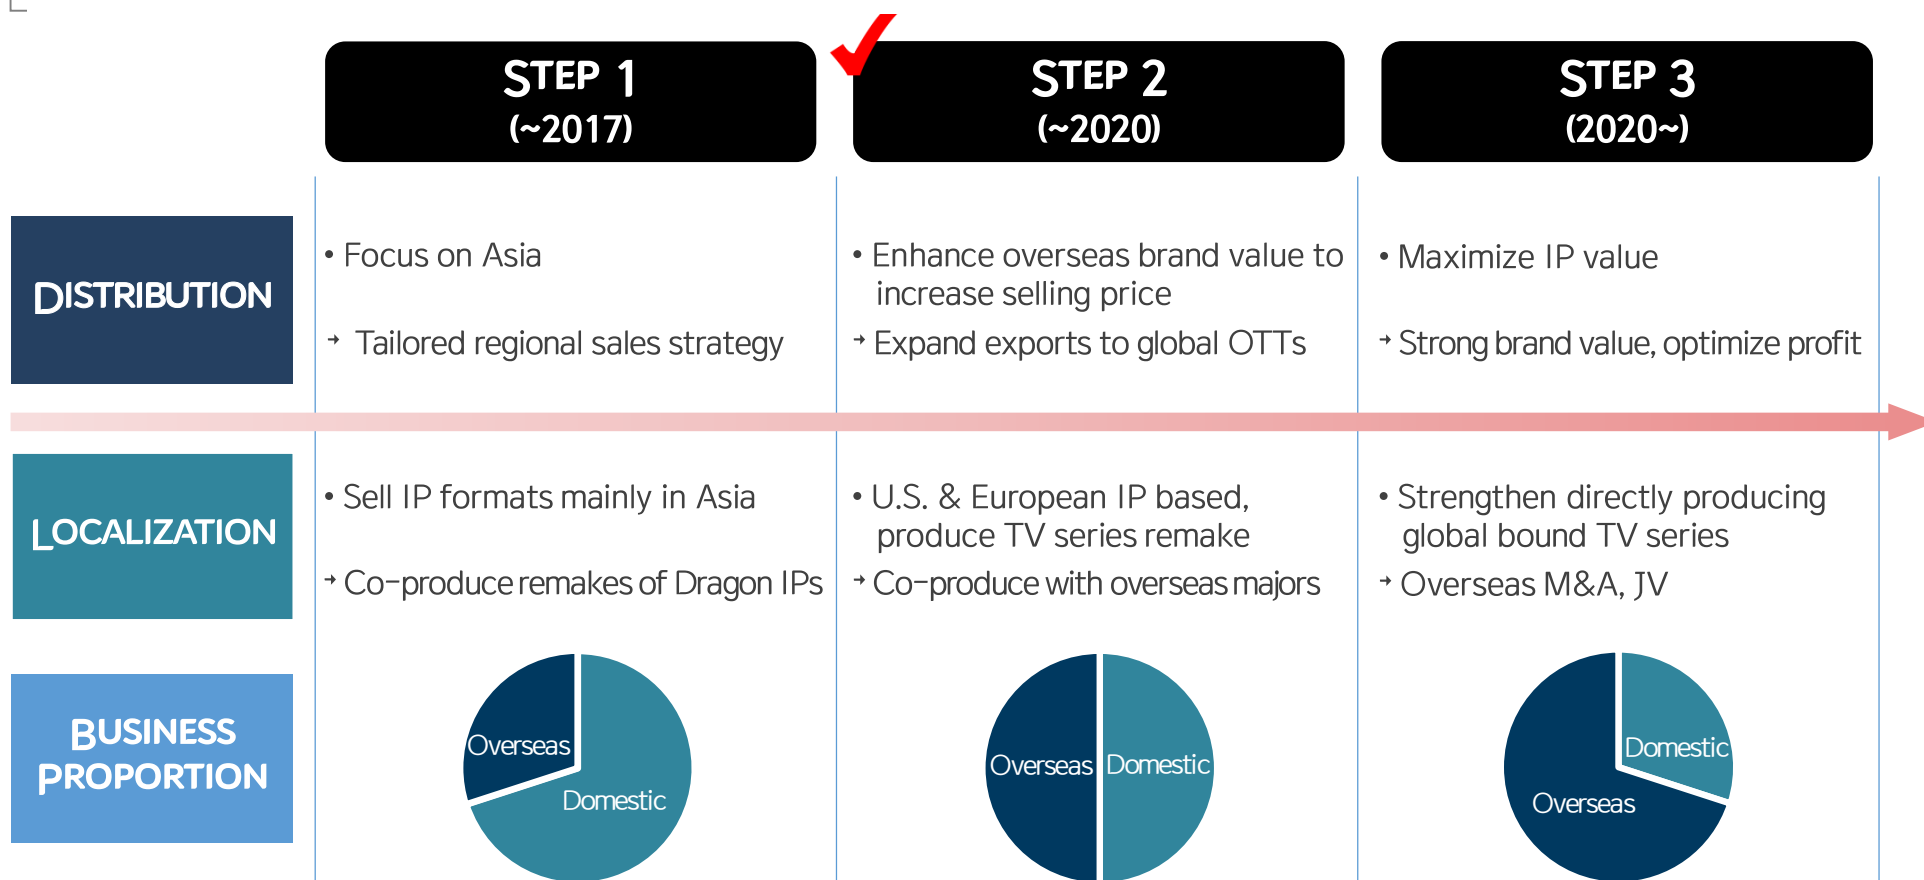 STEP 1
(~2017)
STEP 2
(~2020)
STEP 3
(2020~)
DISTRIBUTION
• Focus on Asia
→ Tailored regional sales strategy
• Enhance overseas brand value to
increase selling price
→ Expand exports to global OTTs
• Maximize IP value
→ Strong brand value, optimize profit
LOCALIZATION
• Sell IP formats mainly in Asia
→ Co-produce remakes of Dragon IPs
• U.S. & European IP based,
produce TV series remake
→ Co-produce with overseas majors
• Strengthen directly producing
global bound TV series
→ Overseas M&A, JV
BUSINESS
PROPORTION
Overseas
Domestic
Overseas
Domestic
Domestic
Overseas